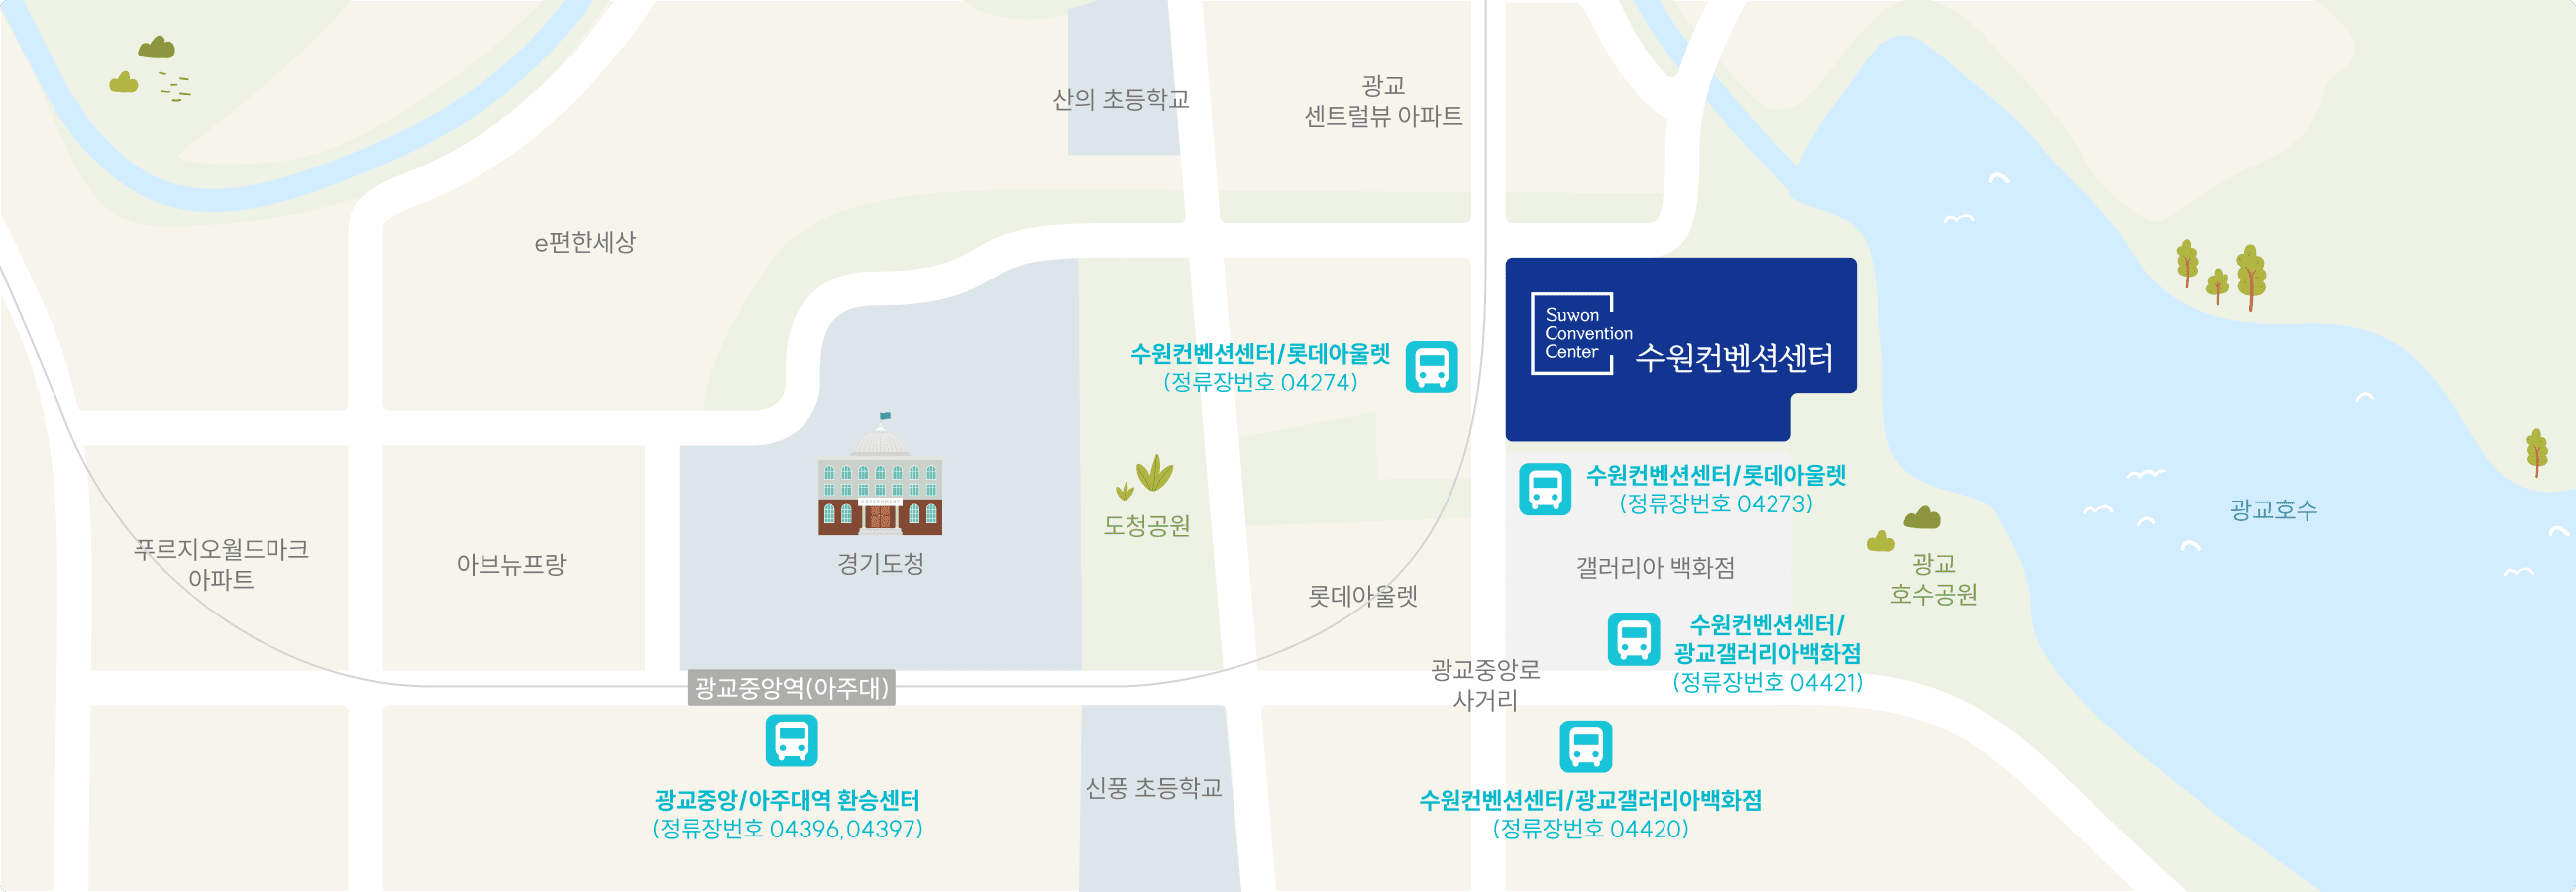 산의 초등학교
광교
센트럴뷰 아파트
e편한세상
Suwon
Convention
Center
수원컨벤션센터
수원컨벤션센터/롯데아울렛
(정류장번호 04274)
수원컨벤션센터/롯데아울렛
(정류장번호 04273)
GOVERNMENT
도청공원
광교호수
푸르지오월드마크
아파트
아브뉴프랑
경기도청
갤러리아 백화점
광교
호수공원
롯데아울렛
수원컨벤션센터/
광교갤러리아백화점
(정류장번호 04421)
광교중앙로
사거리
광교중앙역(아주대)
신풍 초등학교
광교중앙/아주대역 환승센터
(정류장번호 04396,04397)
수원컨벤션센터/광교갤러리아백화점
(정류장번호 04420)